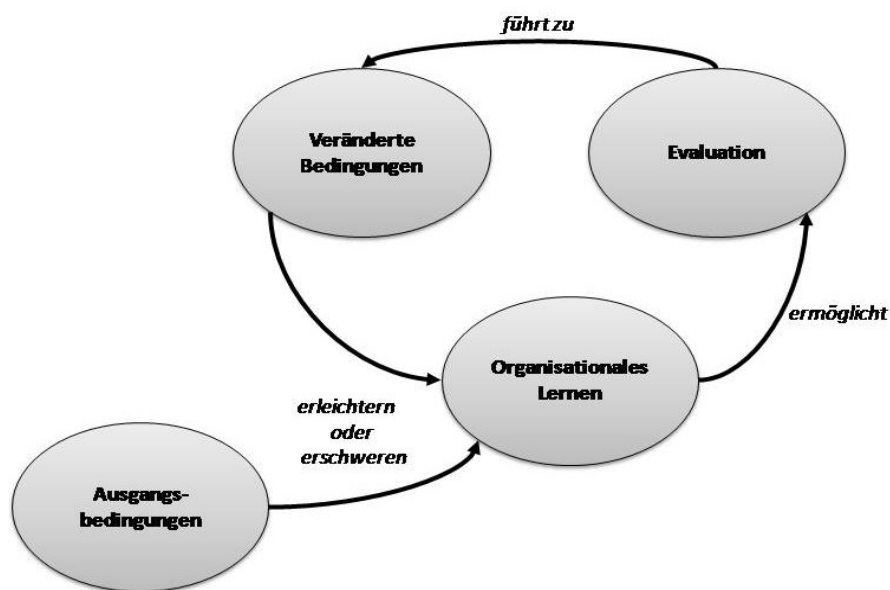 führt zu
Veränderte
Bedingungen
Evaluation
ermöglicht
Organisationales
Lernen
erleichtern
oder
erschweren
Ausgangs-
bedingungen